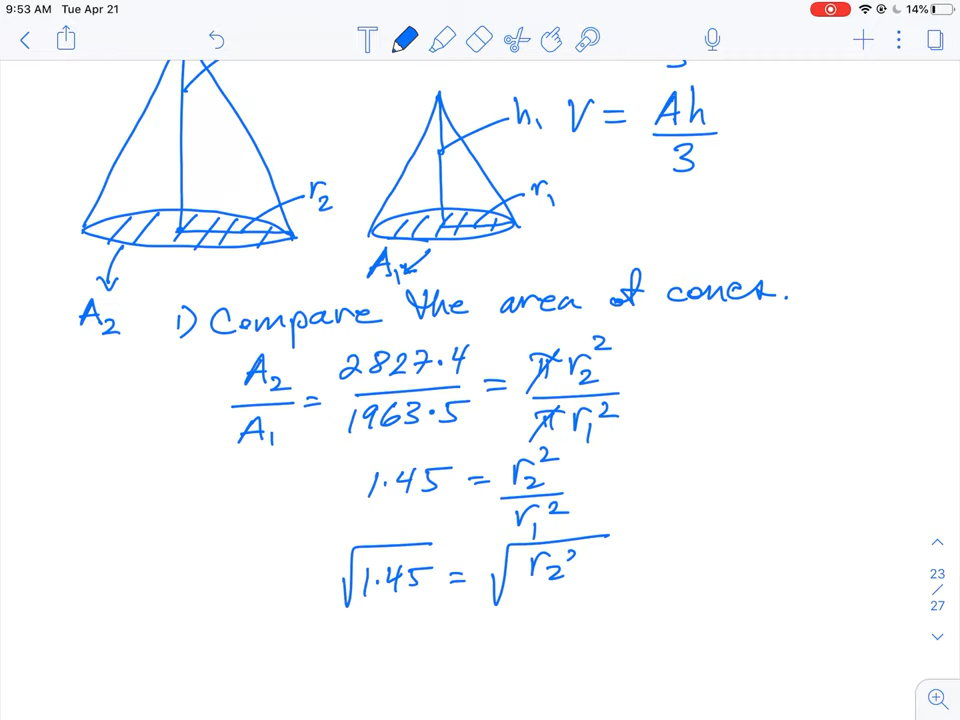 9:53 AM Tue Apr 21
14%
T
h₁ V = Ah/3
r₂
r₁
A₁
A₂
1) Compare the area of cones.
A₂/A₁ = 2827.4/1963.5 = πr₂²/πr₁²
1.45 = r₂²/r₁²
√1.45 = √r₂²
23
/
27